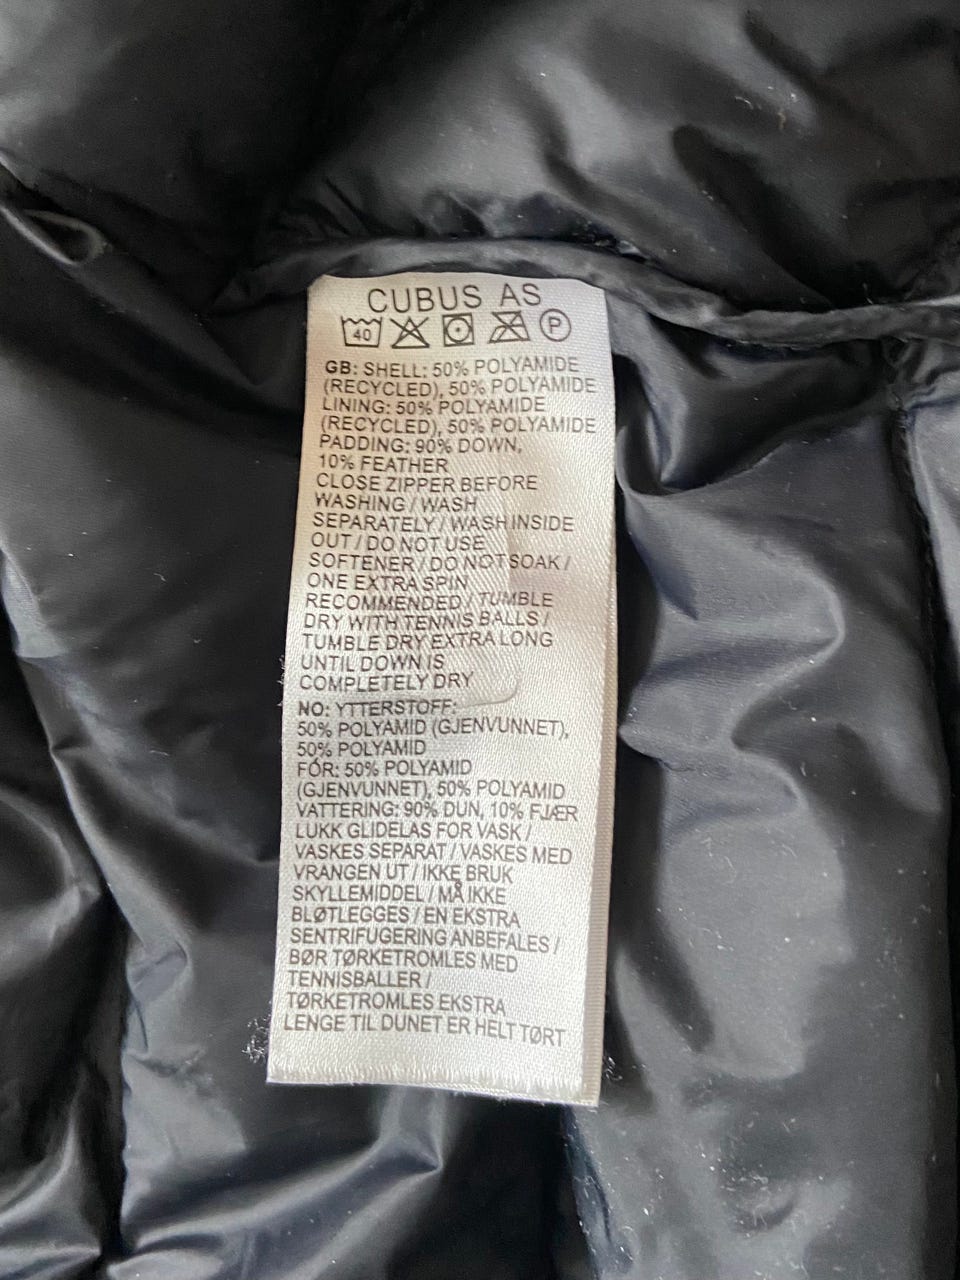 CUBUS AS
40 P
GB: SHELL: 50% POLYAMIDE
(RECYCLED), 50% POLYAMIDE
LINING: 50% POLYAMIDE
(RECYCLED), 50% POLYAMIDE
PADDING: 90% DOWN,
10% FEATHER
CLOSE ZIPPER BEFORE
WASHING / WASH
SEPARATELY / WASH INSIDE
OUT / DO NOT USE
SOFTENER / DO NOT SOAK /
ONE EXTRA SPIN
RECOMMENDED / TUMBLE
DRY WITH TENNIS BALLS /
TUMBLE DRY EXTRA LONG
UNTIL DOWN IS
COMPLETELY DRY
NO: YTTERSTOFF:
50% POLYAMID (GJENVUNNET),
50% POLYAMID
FÓR: 50% POLYAMID
(GJENVUNNET), 50% POLYAMID
VATTERING: 90% DUN, 10% FJÆR
LUKK GLIDELAS FOR VASK /
VASKES SEPARAT / VASKES MED
VRANGEN UT / IKKE BRUK
SKYLLEMIDDEL / MÅ IKKE
BLØTLEGGES / EN EKSTRA
SENTRIFUGERING ANBEFALES /
BØR TØRKETROMLES MED
TENNISBALLER /
TØRKETROMLES EKSTRA
LENGE TIL DUNET ER HELT TØRT